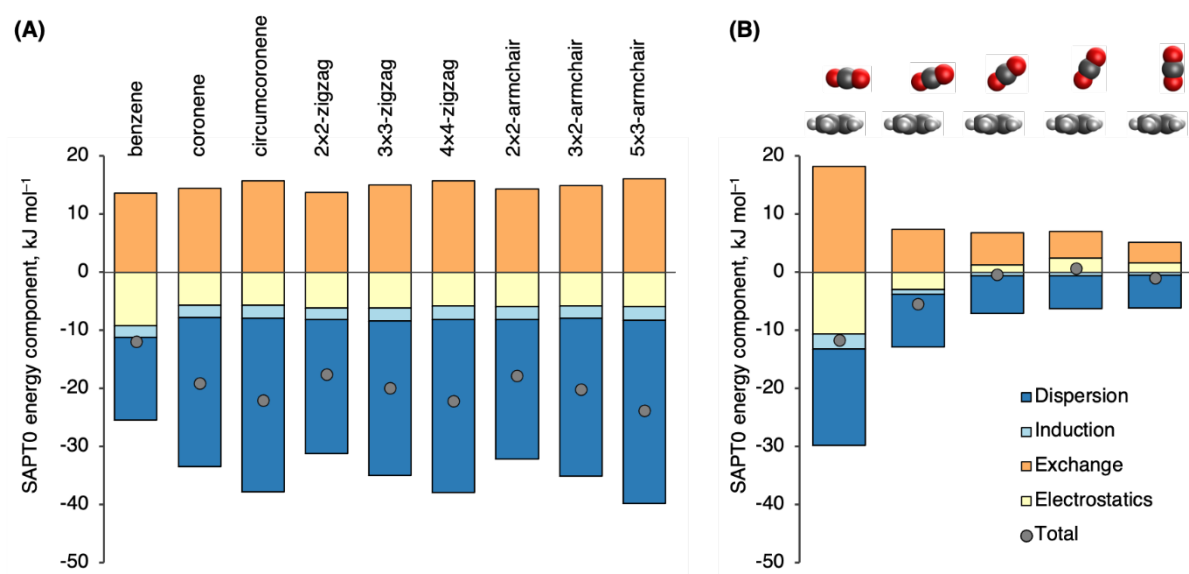 (A)
benzene
coronene
circumcoronene
2×2-zigzag
3×3-zigzag
4×4-zigzag
2×2-armchair
3×2-armchair
5×3-armchair
SAPT0 energy component, kJ mol⁻¹
20
10
0
-10
-20
-30
-40
-50
(B)
SAPT0 energy component, kJ mol⁻¹
20
10
0
-10
-20
-30
-40
-50
Dispersion
Induction
Exchange
Electrostatics
Total